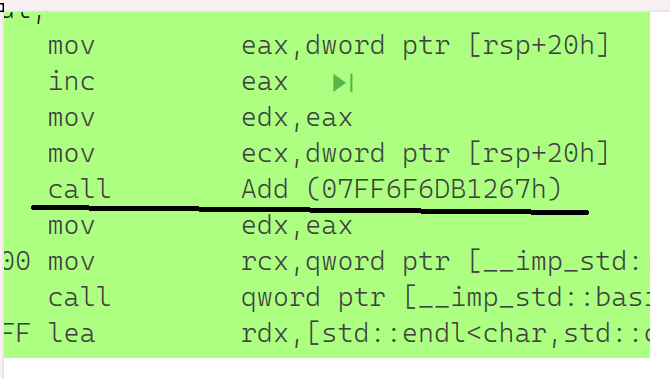 mov eax,dword ptr [rsp+20h]
inc eax
mov edx,eax
mov ecx,dword ptr [rsp+20h]
call Add (07FF6F6DB1267h)
mov edx,eax
00 mov rcx,qword ptr [__imp_std:
call qword ptr [__imp_std::basi
FF lea rdx,[std::endl<char,std::c